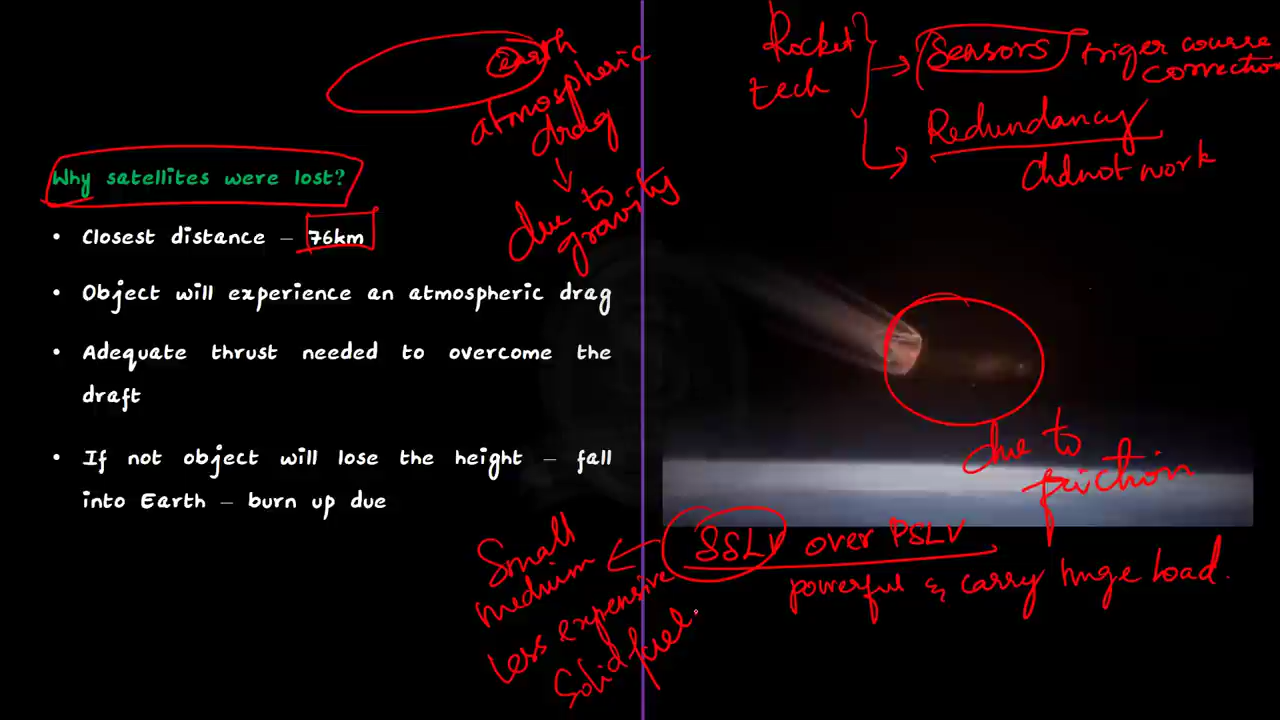 Why satellites were lost?
• Closest distance – 76km
• Object will experience an atmospheric drag
• Adequate thrust needed to overcome the
draft
• If not object will lose the height – fall
into Earth – burn up due
earth
atmospheric
drag
due to
gravity
Rocket
tech
Sensors triger course
correction
Redundancy
did not work
due to
friction
SSLV over PSLV
powerful & carry huge load.
Small
medium
less expensive
Solid fuel.